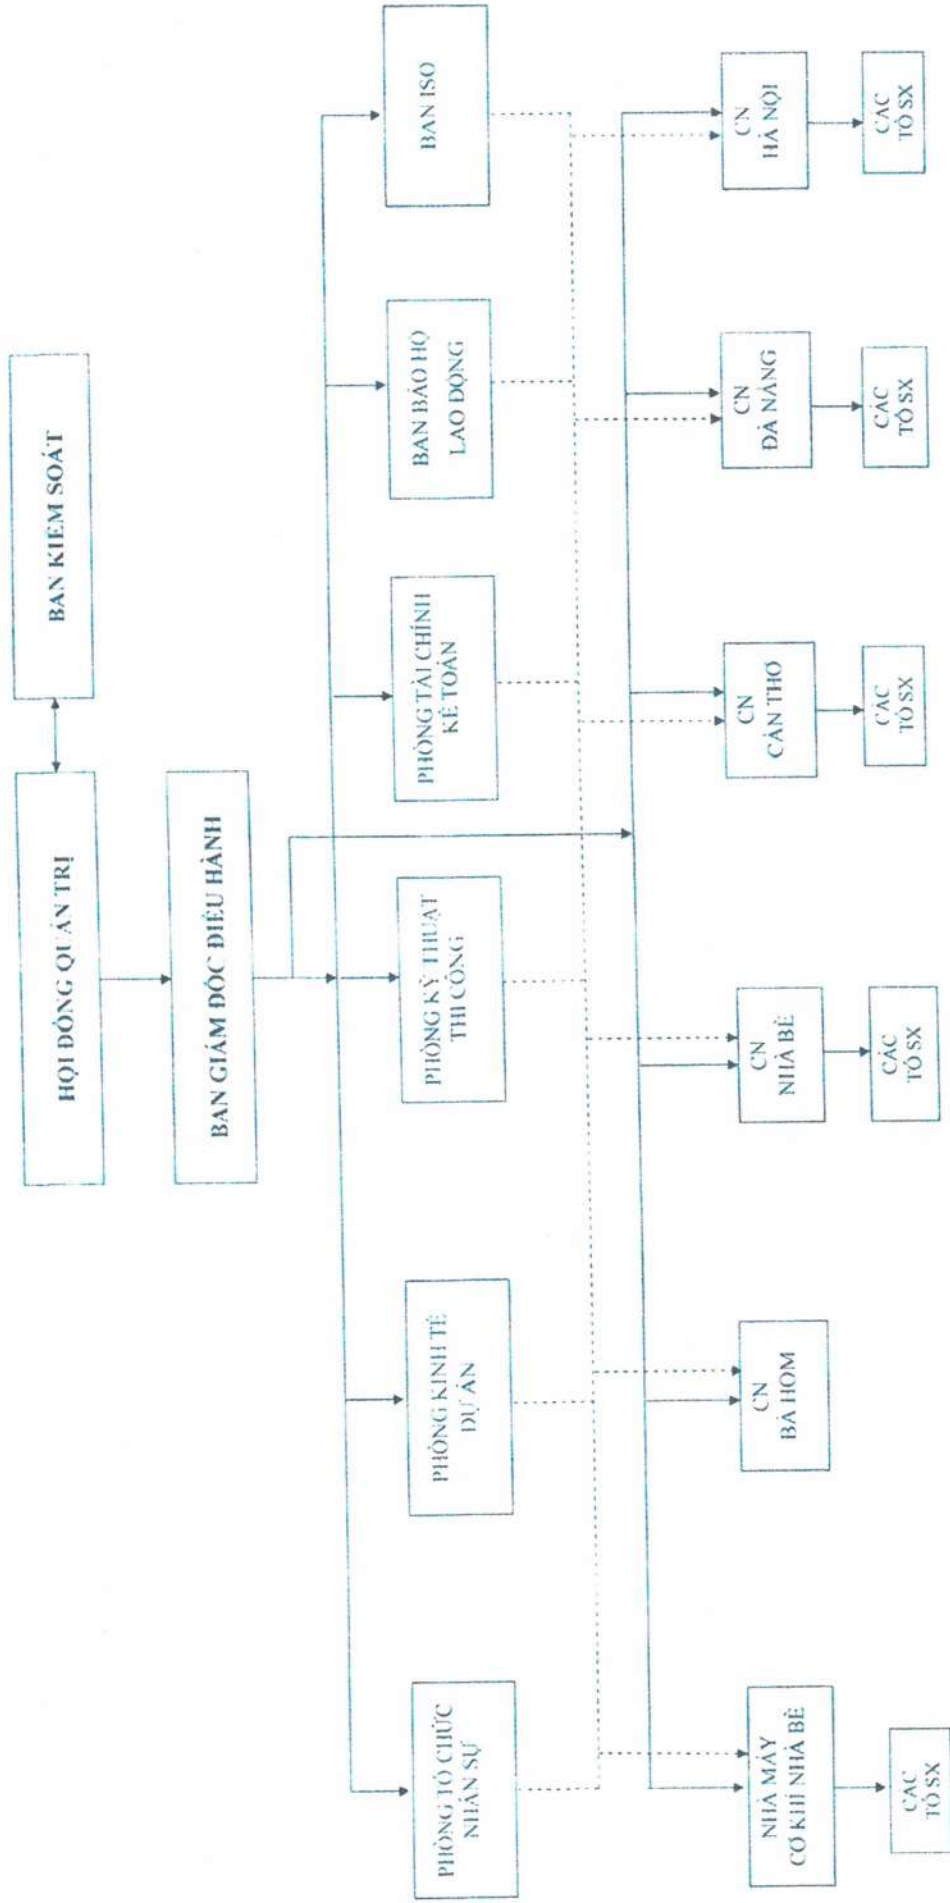 HỘI ĐỒNG QUẢN TRỊ
BAN KIỂM SOÁT
BAN GIÁM ĐỐC ĐIỀU HÀNH
PHÒNG TỔ CHỨC
NHÂN SỰ
PHÒNG KINH TẾ
DỰ ÁN
PHÒNG KỸ THUẬT
THI CÔNG
PHÒNG TÀI CHÍNH
KẾ TOÁN
BAN BẢO HỘ
LAO ĐỘNG
BAN ISO
NHÀ MÁY
CƠ KHÍ NHÀ BÈ
CN
BÀ HOM
CN
NHÀ BÈ
CN
CẦN THƠ
CN
ĐÀ NẴNG
CN
HÀ NỘI
CÁC
TỔ SX
CÁC
TỔ SX
CÁC
TỔ SX
CÁC
TỔ SX
CÁC
TỔ SX